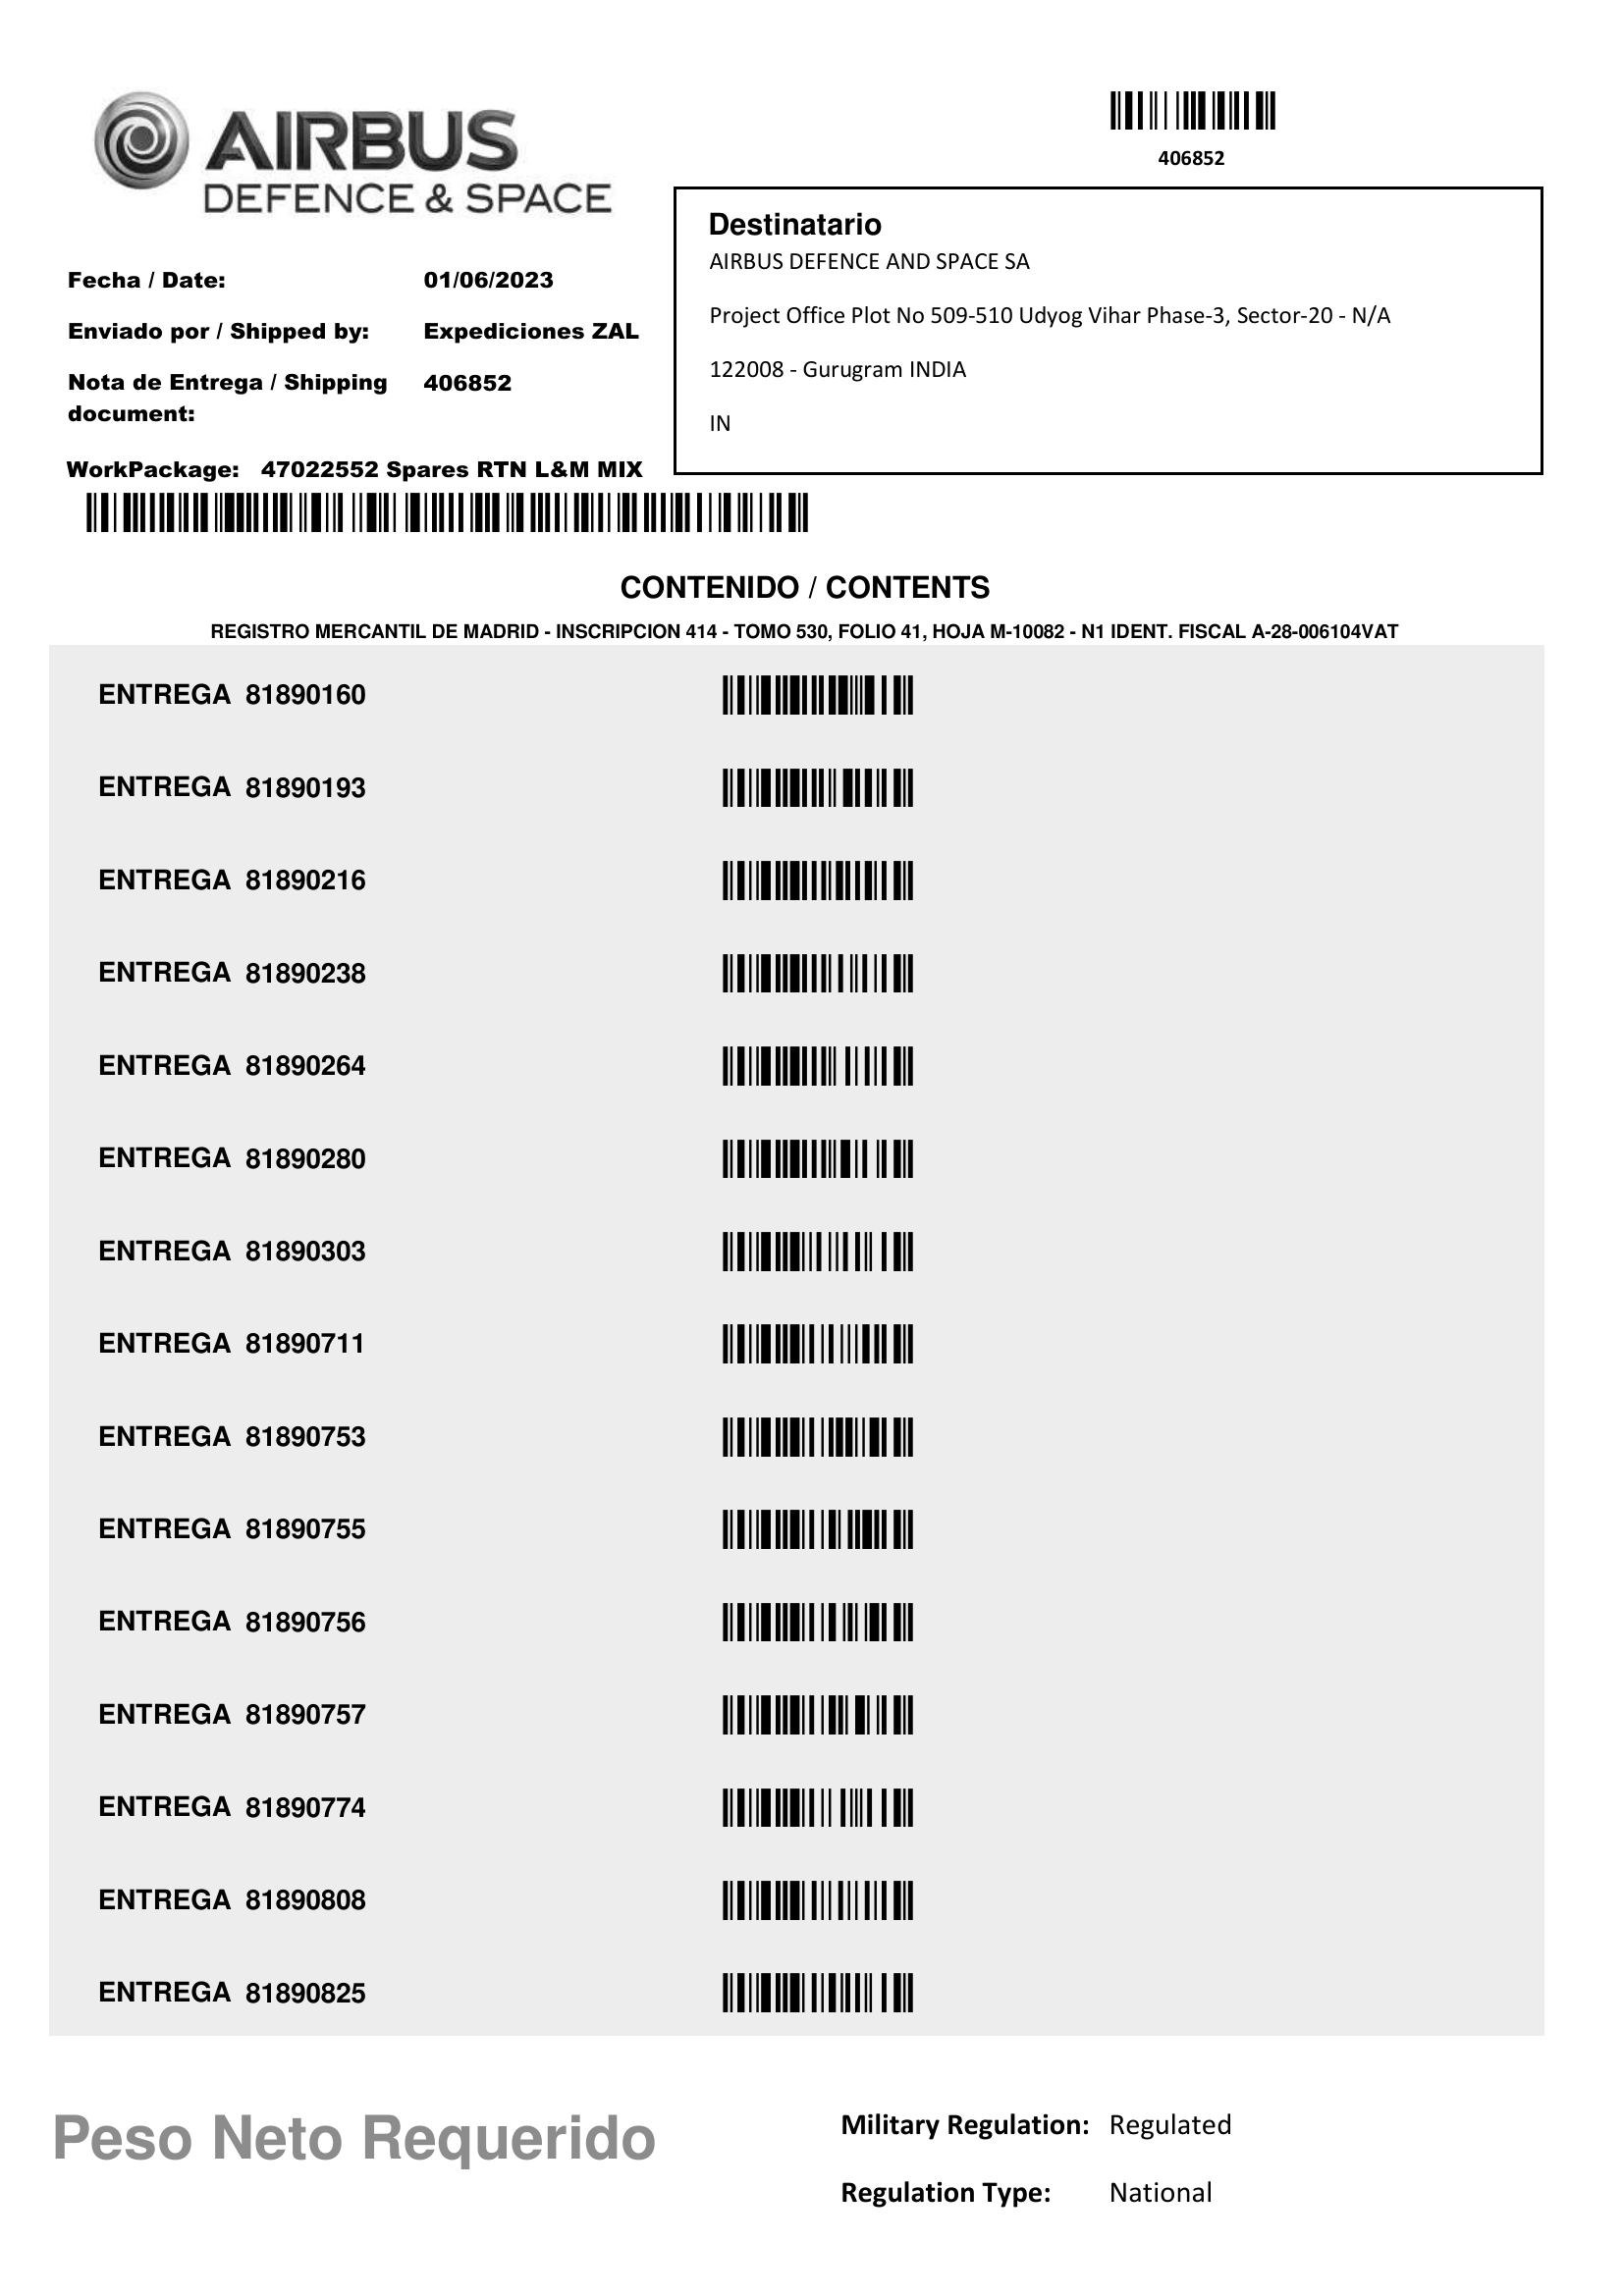 AIRBUS
DEFENCE & SPACE
406852
Destinatario
AIRBUS DEFENCE AND SPACE SA
Project Office Plot No 509-510 Udyog Vihar Phase-3, Sector-20 - N/A
122008 - Gurugram INDIA
IN
Fecha / Date: 01/06/2023
Enviado por / Shipped by: Expediciones ZAL
Nota de Entrega / Shipping 406852
document:
WorkPackage: 47022552 Spares RTN L&M MIX
CONTENIDO / CONTENTS
REGISTRO MERCANTIL DE MADRID - INSCRIPCION 414 - TOMO 530, FOLIO 41, HOJA M-10082 - N1 IDENT. FISCAL A-28-006104VAT
ENTREGA 81890160
ENTREGA 81890193
ENTREGA 81890216
ENTREGA 81890238
ENTREGA 81890264
ENTREGA 81890280
ENTREGA 81890303
ENTREGA 81890711
ENTREGA 81890753
ENTREGA 81890755
ENTREGA 81890756
ENTREGA 81890757
ENTREGA 81890774
ENTREGA 81890808
ENTREGA 81890825
Peso Neto Requerido
Military Regulation: Regulated
Regulation Type: National